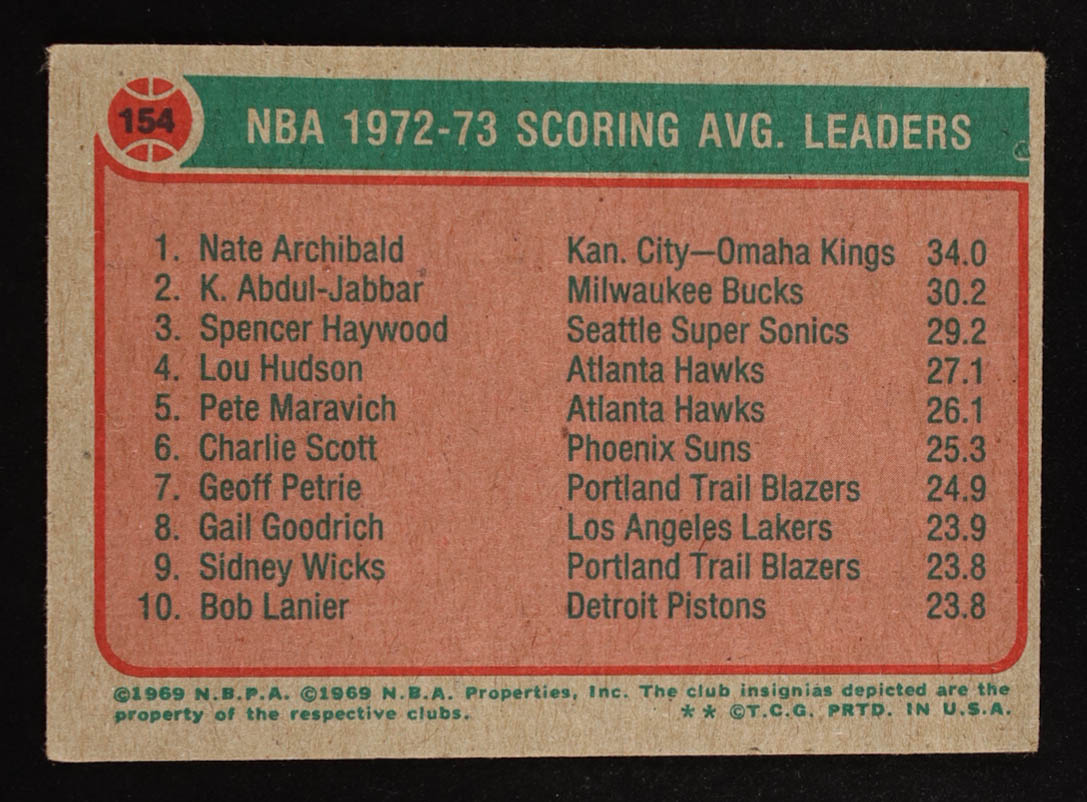 154
NBA 1972-73 SCORING AVG. LEADERS
1. Nate Archibald Kan. City—Omaha Kings 34.0
2. K. Abdul-Jabbar Milwaukee Bucks 30.2
3. Spencer Haywood Seattle Super Sonics 29.2
4. Lou Hudson Atlanta Hawks 27.1
5. Pete Maravich Atlanta Hawks 26.1
6. Charlie Scott Phoenix Suns 25.3
7. Geoff Petrie Portland Trail Blazers 24.9
8. Gail Goodrich Los Angeles Lakers 23.9
9. Sidney Wicks Portland Trail Blazers 23.8
10. Bob Lanier Detroit Pistons 23.8
©1969 N.B.P.A. ©1969 N.B.A. Properties, Inc. The club insignias depicted are the
property of the respective clubs. * * ©T.C.G. PRTD. IN U.S.A.